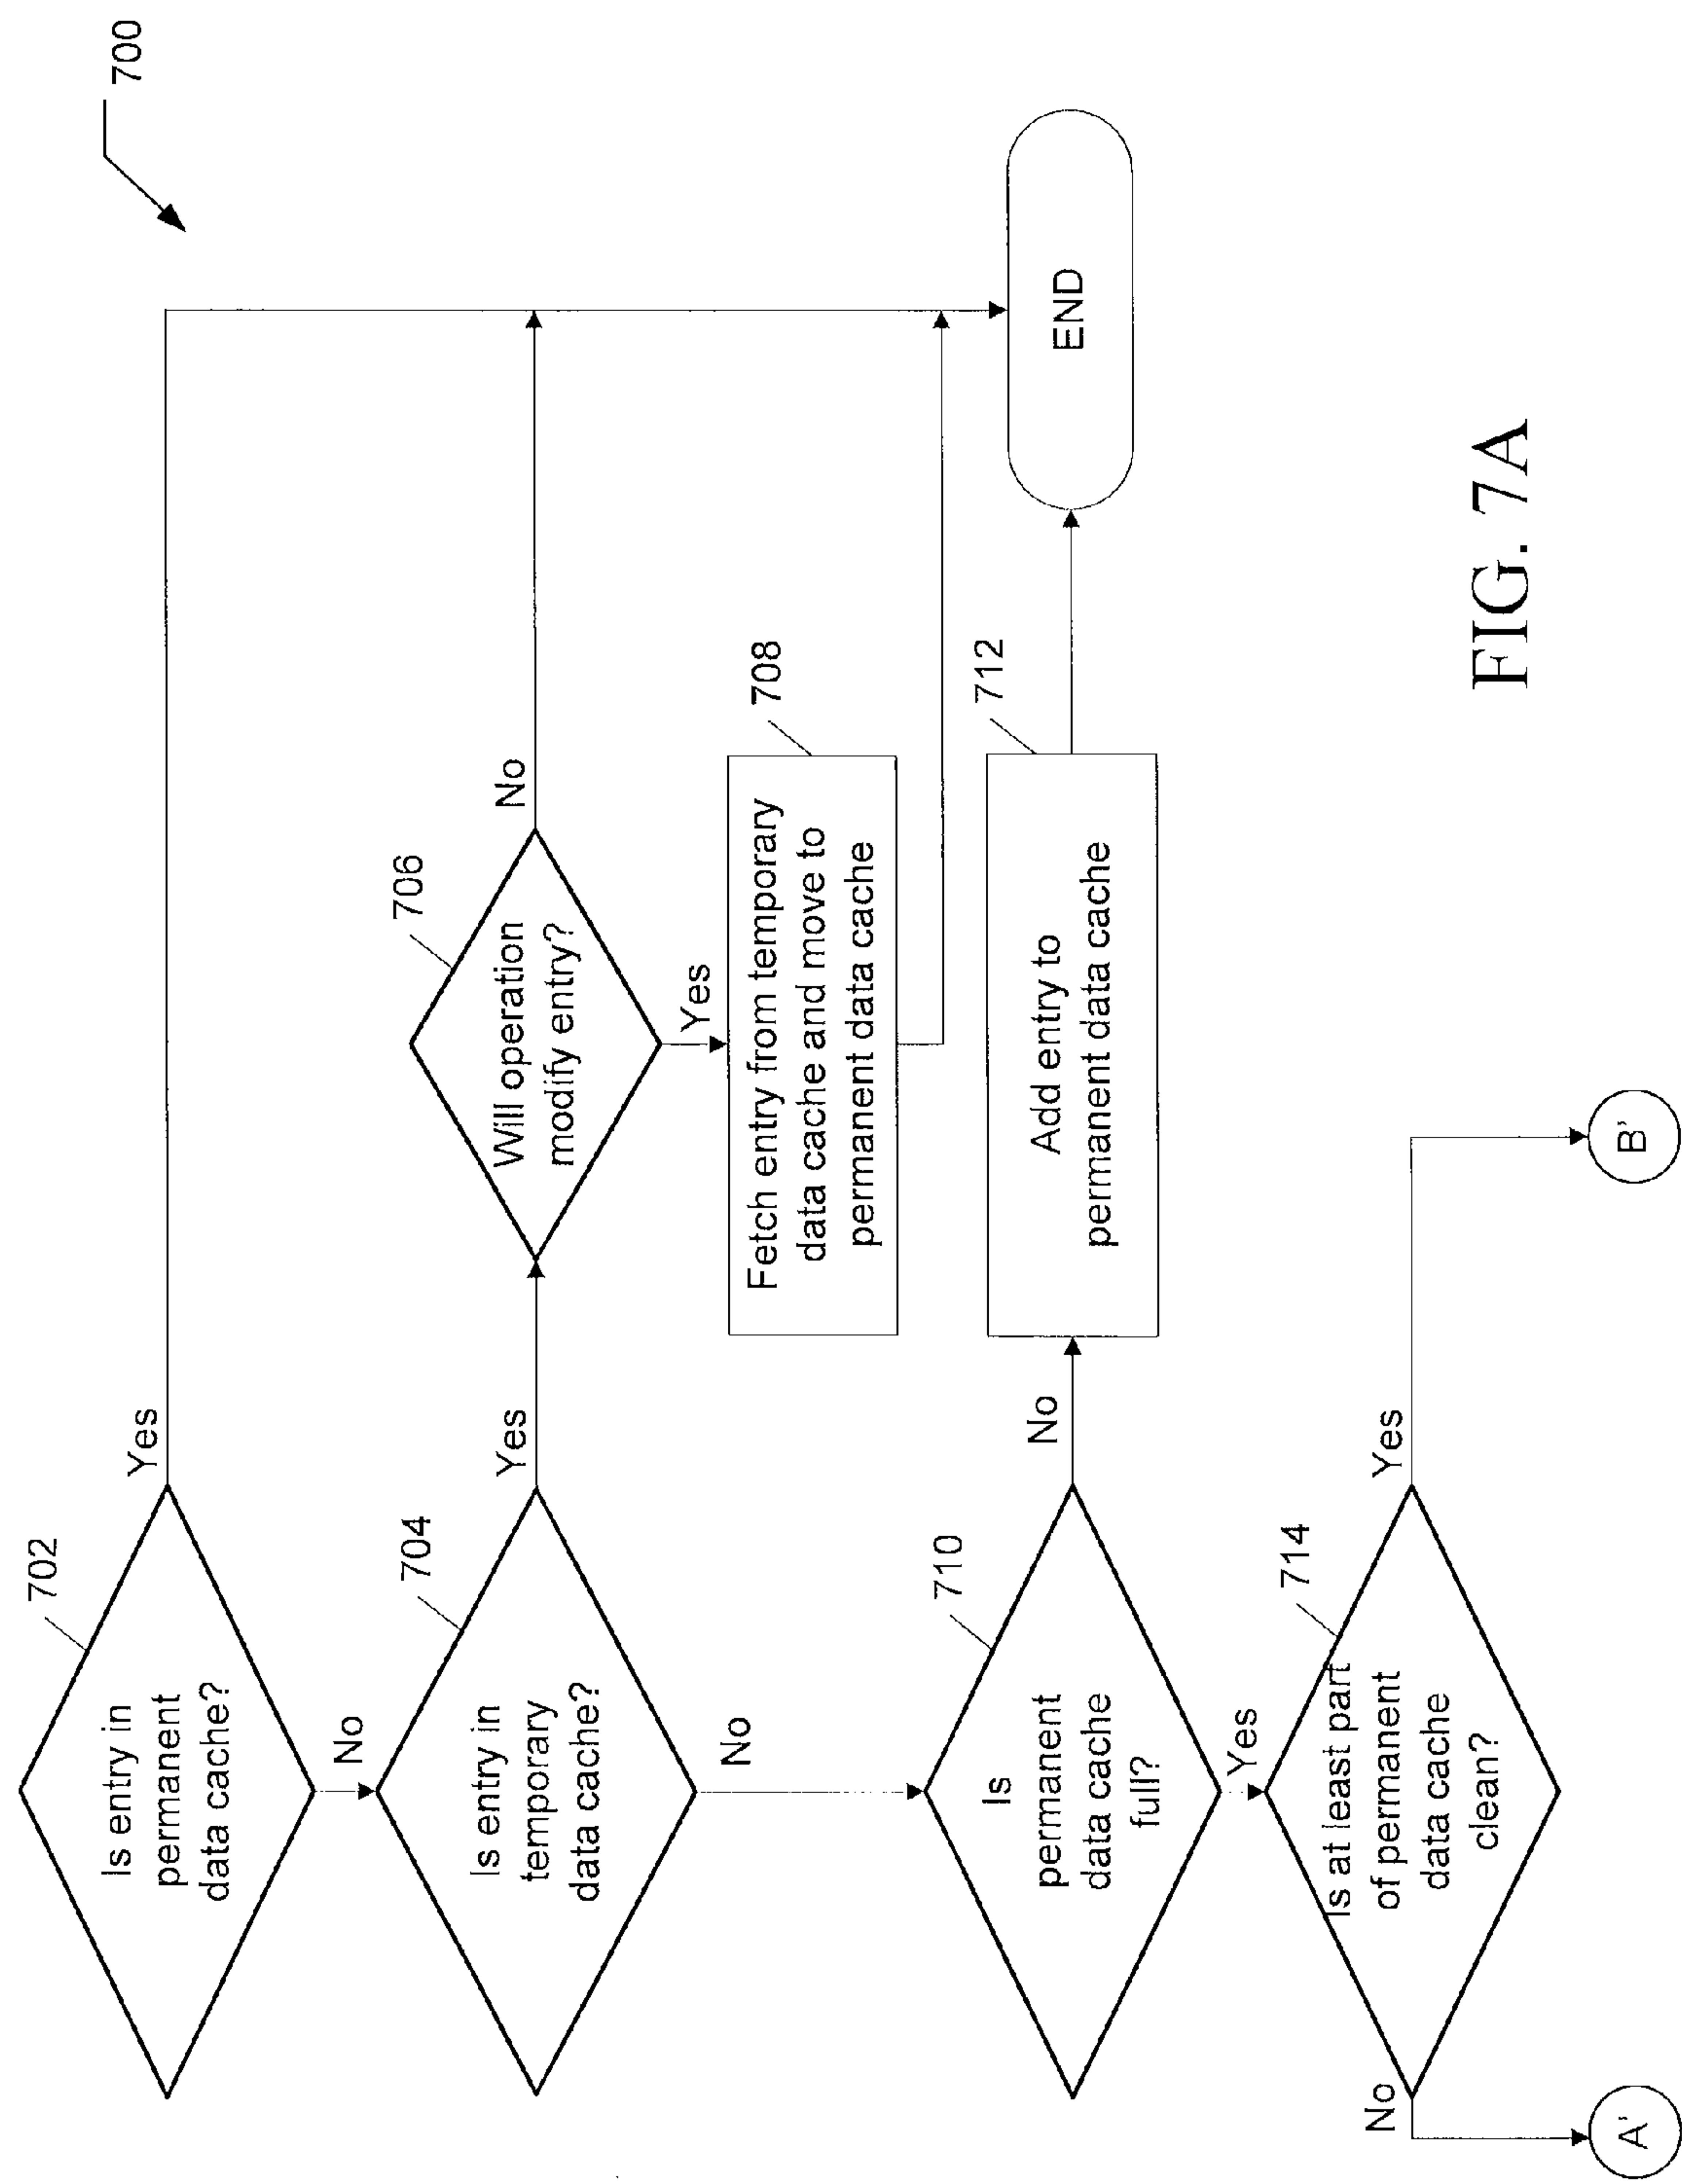 700
702
Is entry in
permanent
data cache?
Yes
No
704
Is entry in
temporary
data cache?
Yes
706
Will operation
modify entry?
No
Yes
708
Fetch entry from temporary
data cache and move to
permanent data cache
No
710
Is
permanent
data cache
full?
No
712
Add entry to
permanent data cache
END
Yes
714
Is at least part
of permanent
data cache
clean?
No
Yes
A'
B'
FIG. 7A